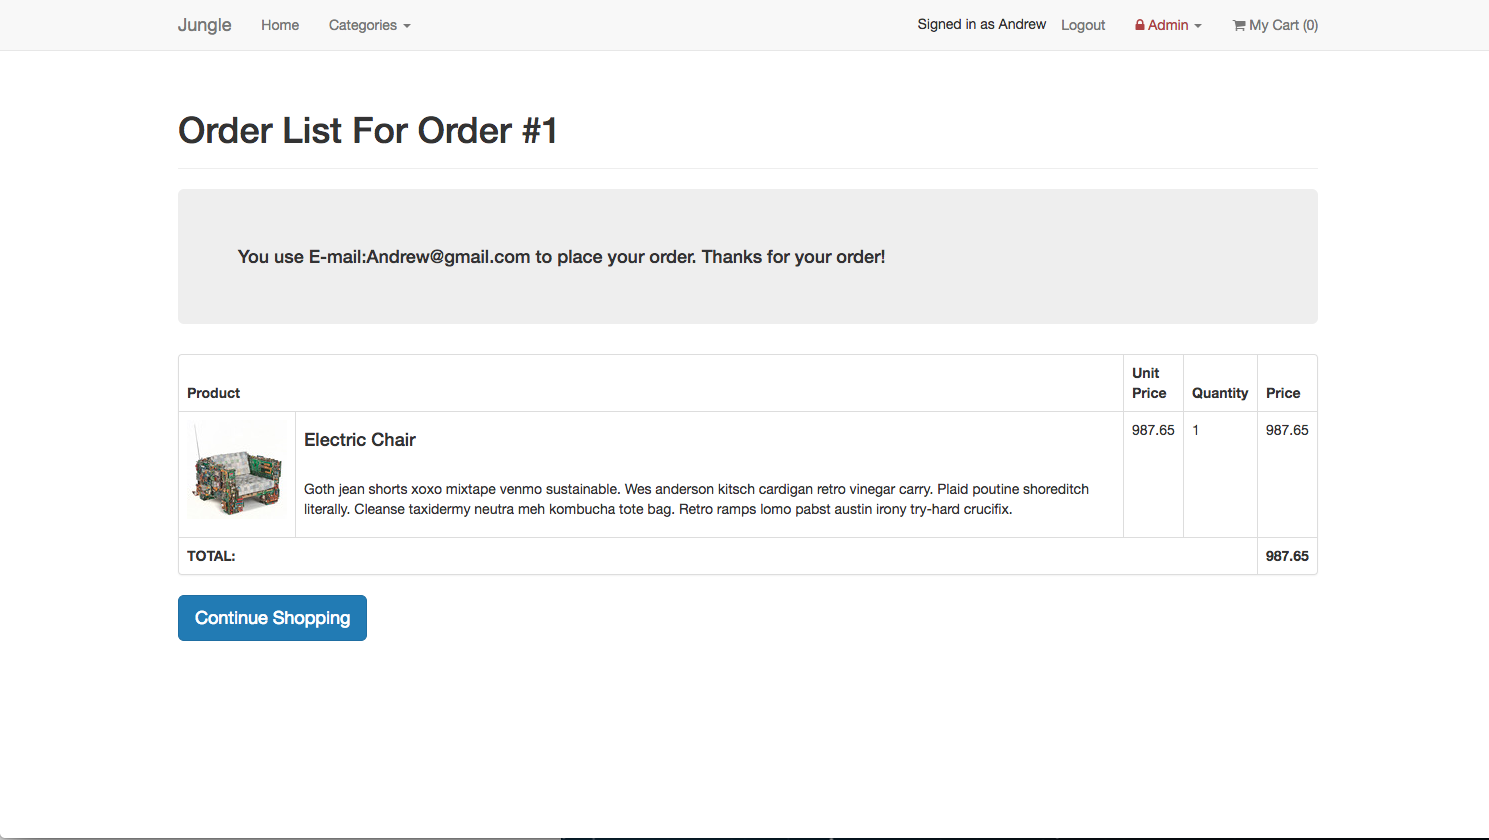 Jungle Home Categories Signed in as Andrew Logout Admin My Cart (0)
Order List For Order #1
You use E-mail:Andrew@gmail.com to place your order. Thanks for your order!
Product Unit Price Quantity Price
Electric Chair 987.65 1 987.65
Goth jean shorts xoxo mixtape venmo sustainable. Wes anderson kitsch cardigan retro vinegar carry. Plaid poutine shoreditch
literally. Cleanse taxidermy neutra meh kombucha tote bag. Retro ramps lomo pabst austin irony try-hard crucifix.
TOTAL: 987.65
Continue Shopping